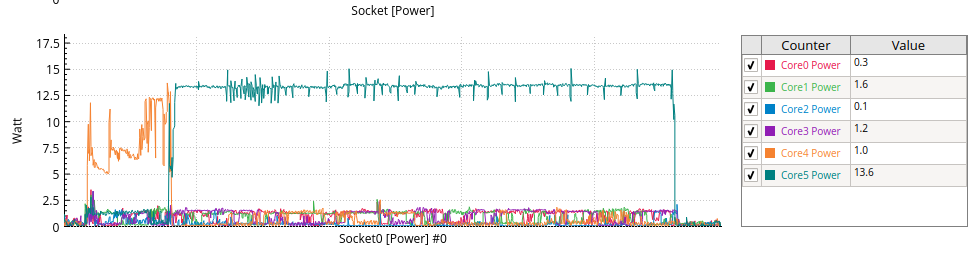 0
Socket [Power]
17.5
15
12.5
10
7.5
5
2.5
0
Watt
Socket0 [Power] #0
Counter Value
Core0 Power 0.3
Core1 Power 1.6
Core2 Power 0.1
Core3 Power 1.2
Core4 Power 1.0
Core5 Power 13.6